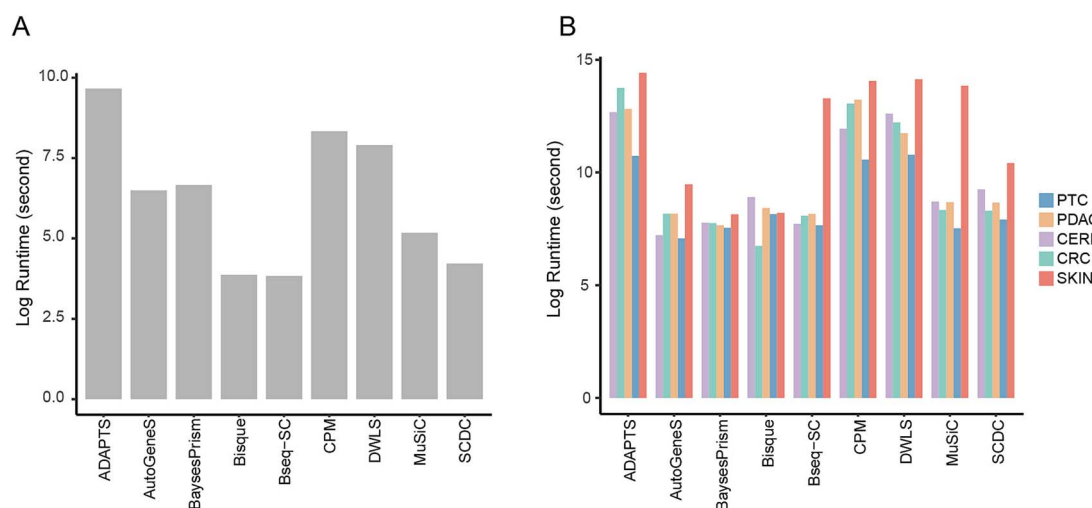 A
Log Runtime (second)
10.0
7.5
5.0
2.5
0.0
ADAPTS
AutoGeneS
BaysesPrism
Bisque
Bseq-SC
CPM
DWLS
MuSiC
SCDC
B
Log Runtime (second)
15
10
5
0
ADAPTS
AutoGeneS
BaysesPrism
Bisque
Bseq-SC
CPM
DWLS
MuSiC
SCDC
PTC
PDAC
CER
CRC
SKIN